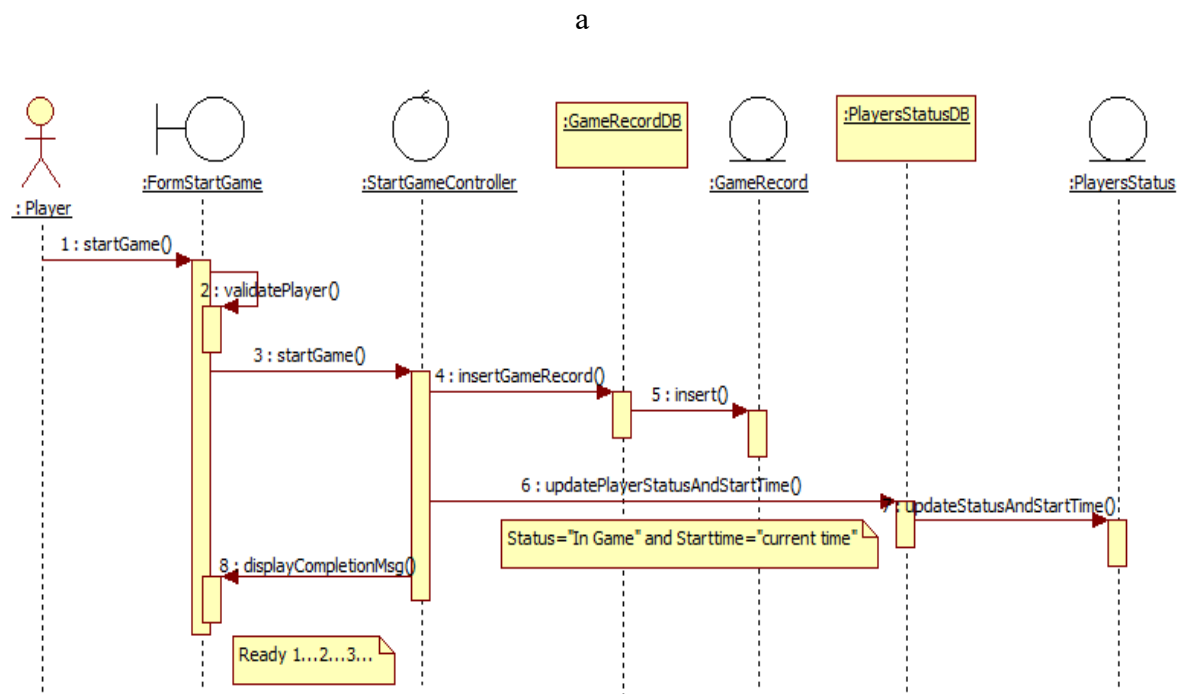 a
:GameRecordDB
:PlayersStatusDB
:FormStartGame
:StartGameController
:GameRecord
:PlayersStatus
: Player
1 : startGame()
2 : validatePlayer()
3 : startGame()
4 : insertGameRecord()
5 : insert()
6 : updatePlayerStatusAndStartTime()
7 : updateStatusAndStartTime()
Status="In Game" and Starttime="current time"
8 : displayCompletionMsg()
Ready 1...2...3...